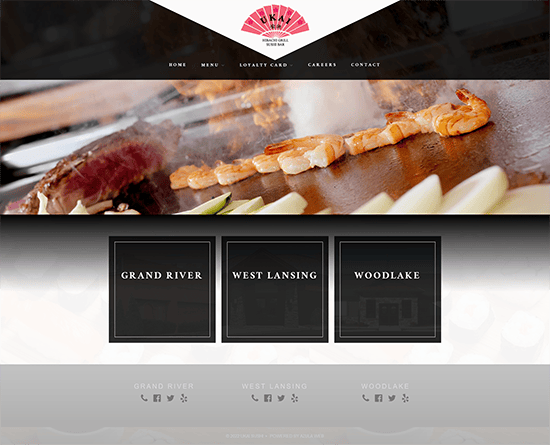 UKAI
HIBACHI GRILL
SUSHI BAR
HOME MENU LOYALTY CARD CAREERS CONTACT
GRAND RIVER WEST LANSING WOODLAKE
GRAND RIVER WEST LANSING WOODLAKE